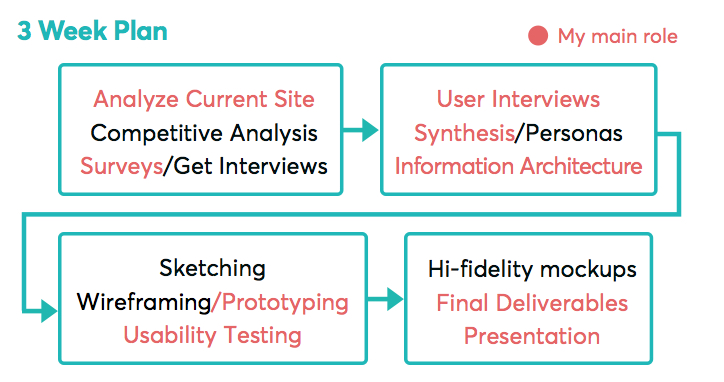 3 Week Plan
My main role
Analyze Current Site
Competitive Analysis
Surveys/Get Interviews
User Interviews
Synthesis/Personas
Information Architecture
Sketching
Wireframing/Prototyping
Usability Testing
Hi-fidelity mockups
Final Deliverables
Presentation